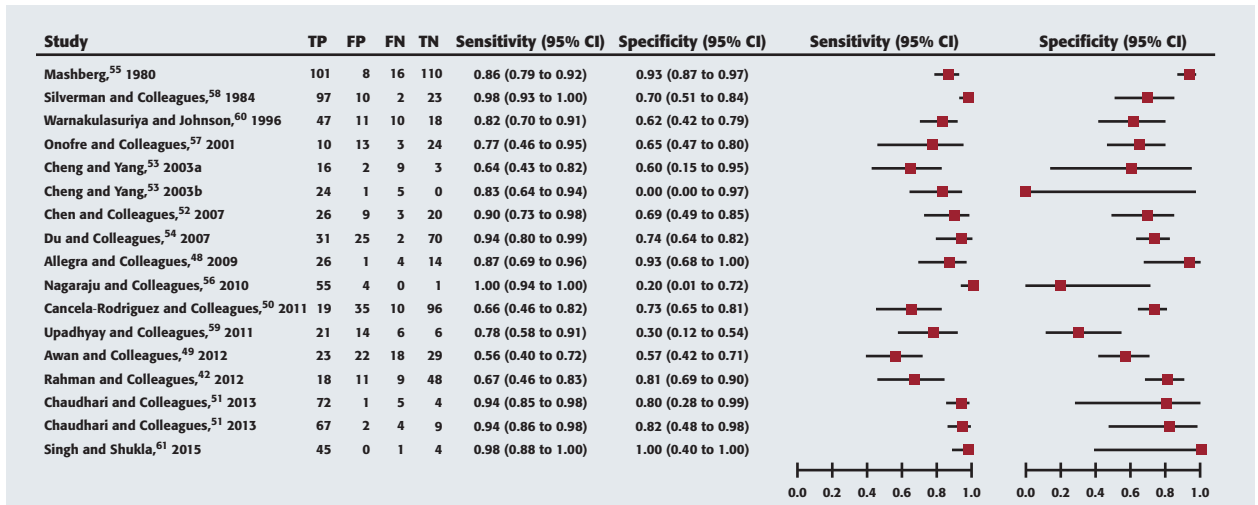 Study TP FP FN TN Sensitivity (95% CI) Specificity (95% CI) Sensitivity (95% CI) Specificity (95% CI)
Mashberg,55 1980 101 8 16 110 0.86 (0.79 to 0.92) 0.93 (0.87 to 0.97)
Silverman and Colleagues,58 1984 97 10 2 23 0.98 (0.93 to 1.00) 0.70 (0.51 to 0.84)
Warnakulasuriya and Johnson,60 1996 47 11 10 18 0.82 (0.70 to 0.91) 0.62 (0.42 to 0.79)
Onofre and Colleagues,57 2001 10 13 3 24 0.77 (0.46 to 0.95) 0.65 (0.47 to 0.80)
Cheng and Yang,53 2003a 16 2 9 3 0.64 (0.43 to 0.82) 0.60 (0.15 to 0.95)
Cheng and Yang,53 2003b 24 1 5 0 0.83 (0.64 to 0.94) 0.00 (0.00 to 0.97)
Chen and Colleagues,52 2007 26 9 3 20 0.90 (0.73 to 0.98) 0.69 (0.49 to 0.85)
Du and Colleagues,54 2007 31 25 2 70 0.94 (0.80 to 0.99) 0.74 (0.64 to 0.82)
Allegra and Colleagues,48 2009 26 1 4 14 0.87 (0.69 to 0.96) 0.93 (0.68 to 1.00)
Nagaraju and Colleagues,56 2010 55 4 0 1 1.00 (0.94 to 1.00) 0.20 (0.01 to 0.72)
Cancela-Rodriguez and Colleagues,50 2011 19 35 10 96 0.66 (0.46 to 0.82) 0.73 (0.65 to 0.81)
Upadhyay and Colleagues,59 2011 21 14 6 6 0.78 (0.58 to 0.91) 0.30 (0.12 to 0.54)
Awan and Colleagues,49 2012 23 22 18 29 0.56 (0.40 to 0.72) 0.57 (0.42 to 0.71)
Rahman and Colleagues,42 2012 18 11 9 48 0.67 (0.46 to 0.83) 0.81 (0.69 to 0.90)
Chaudhari and Colleagues,51 2013 72 1 5 4 0.94 (0.85 to 0.98) 0.80 (0.28 to 0.99)
Chaudhari and Colleagues,51 2013 67 2 4 9 0.94 (0.86 to 0.98) 0.82 (0.48 to 0.98)
Singh and Shukla,61 2015 45 0 1 4 0.98 (0.88 to 1.00) 1.00 (0.40 to 1.00)
0.0 0.2 0.4 0.6 0.8 1.0 0.0 0.2 0.4 0.6 0.8 1.0